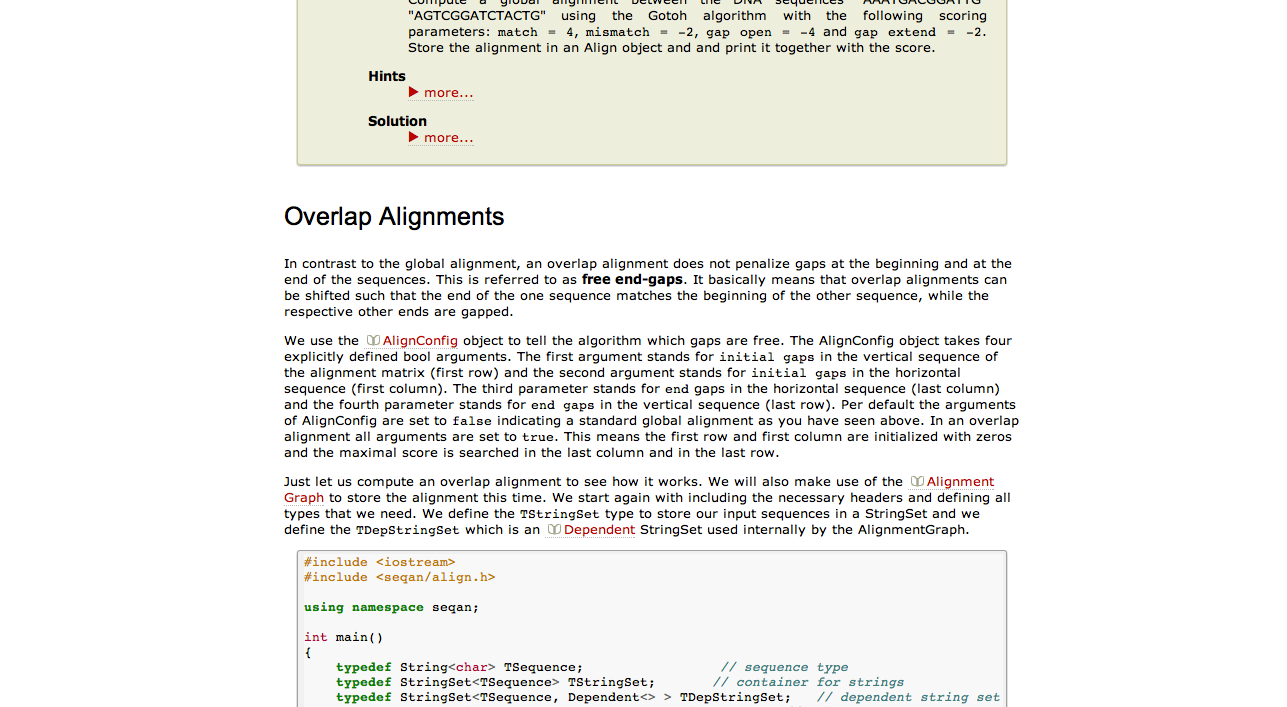 Compute a global alignment between the DNA sequences "AAATGACGGATTG"
"AGTCGGATCTACTG" using the Gotoh algorithm with the following scoring
parameters: match = 4, mismatch = -2, gap open = -4 and gap extend = -2.
Store the alignment in an Align object and and print it together with the score.
Hints
more...
Solution
more...
Overlap Alignments
In contrast to the global alignment, an overlap alignment does not penalize gaps at the beginning and at the
end of the sequences. This is referred to as free end-gaps. It basically means that overlap alignments can
be shifted such that the end of the one sequence matches the beginning of the other sequence, while the
respective other ends are gapped.
We use the AlignConfig object to tell the algorithm which gaps are free. The AlignConfig object takes four
explicitly defined bool arguments. The first argument stands for initial gaps in the vertical sequence of
the alignment matrix (first row) and the second argument stands for initial gaps in the horizontal
sequence (first column). The third parameter stands for end gaps in the horizontal sequence (last column)
and the fourth parameter stands for end gaps in the vertical sequence (last row). Per default the arguments
of AlignConfig are set to false indicating a standard global alignment as you have seen above. In an overlap
alignment all arguments are set to true. This means the first row and first column are initialized with zeros
and the maximal score is searched in the last column and in the last row.
Just let us compute an overlap alignment to see how it works. We will also make use of the Alignment
Graph to store the alignment this time. We start again with including the necessary headers and defining all
types that we need. We define the TStringSet type to store our input sequences in a StringSet and we
define the TDepStringSet which is an Dependent StringSet used internally by the AlignmentGraph.
#include <iostream>
#include <seqan/align.h>
using namespace seqan;
int main()
{
typedef String<char> TSequence; // sequence type
typedef StringSet<TSequence> TStringSet; // container for strings
typedef StringSet<TSequence, Dependent<> > TDepStringSet; // dependent string set